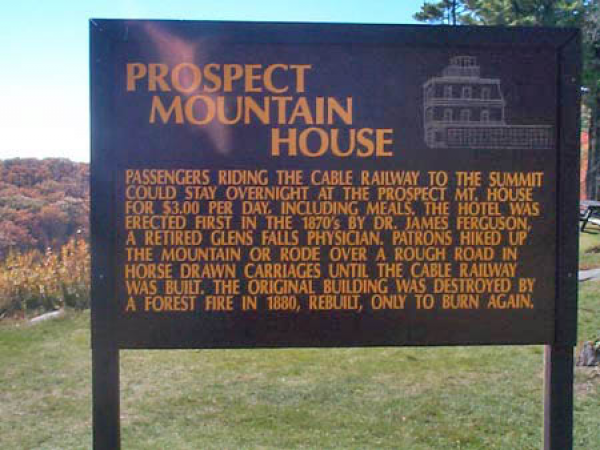 PROSPECT
MOUNTAIN
HOUSE
PASSENGERS RIDING THE CABLE RAILWAY TO THE SUMMIT
COULD STAY OVERNIGHT AT THE PROSPECT MT. HOUSE
FOR $3.00 PER DAY, INCLUDING MEALS. THE HOTEL WAS
ERECTED FIRST IN THE 1870's BY DR. JAMES FERGUSON,
A RETIRED GLENS FALLS PHYSICIAN. PATRONS HIKED UP
THE MOUNTAIN OR RODE OVER A ROUGH ROAD IN
HORSE DRAWN CARRIAGES UNTIL THE CABLE RAILWAY
WAS BUILT. THE ORIGINAL BUILDING WAS DESTROYED BY
A FOREST FIRE IN 1880, REBUILT, ONLY TO BURN AGAIN.